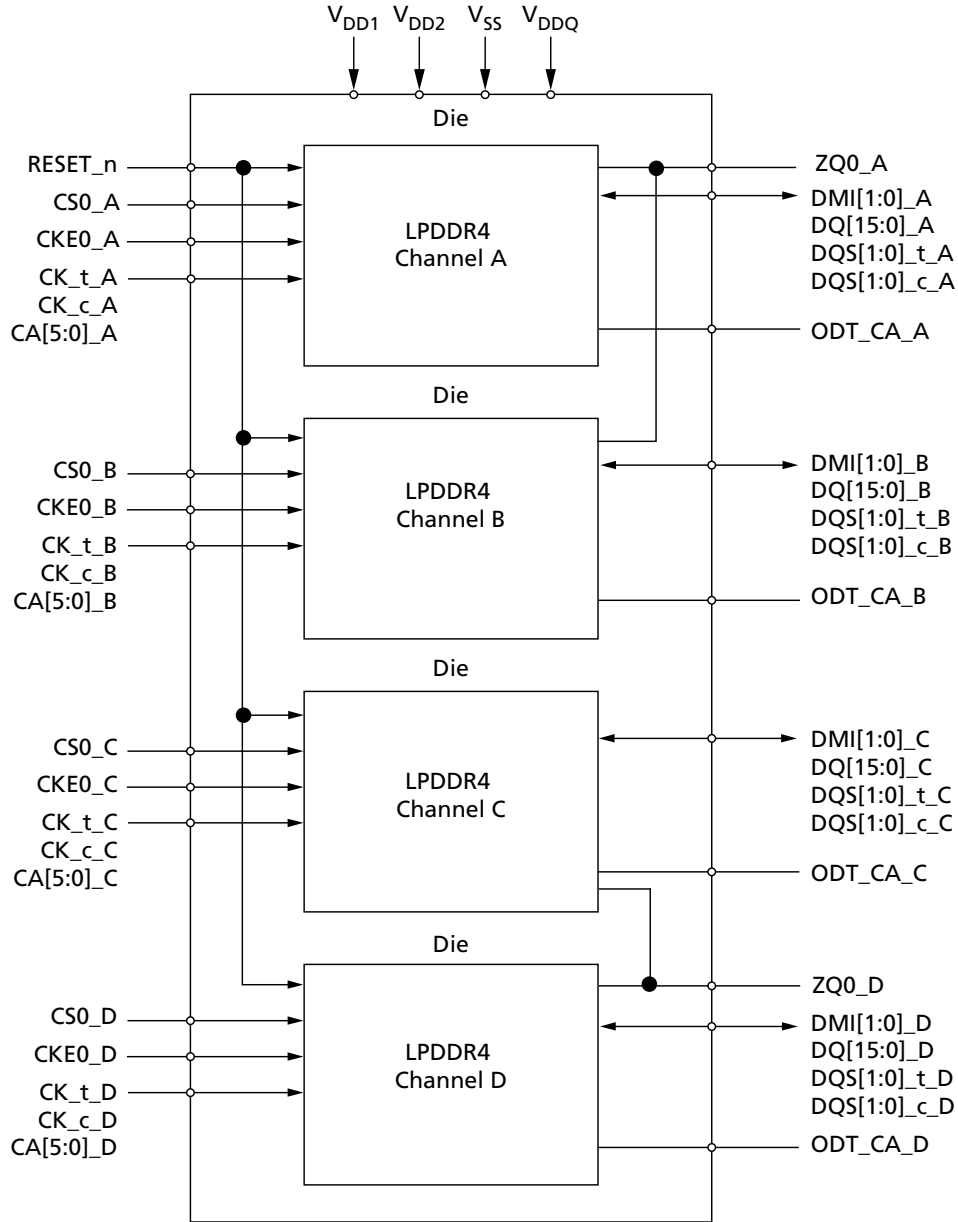 VDD1 VDD2 VSS VDDQ
Die
RESET_n
CS0_A
CKE0_A
CK_t_A
CK_c_A
CA[5:0]_A
LPDDR4
Channel A
ZQ0_A
DMI[1:0]_A
DQ[15:0]_A
DQS[1:0]_t_A
DQS[1:0]_c_A
ODT_CA_A
Die
CS0_B
CKE0_B
CK_t_B
CK_c_B
CA[5:0]_B
LPDDR4
Channel B
DMI[1:0]_B
DQ[15:0]_B
DQS[1:0]_t_B
DQS[1:0]_c_B
ODT_CA_B
Die
CS0_C
CKE0_C
CK_t_C
CK_c_C
CA[5:0]_C
LPDDR4
Channel C
DMI[1:0]_C
DQ[15:0]_C
DQS[1:0]_t_C
DQS[1:0]_c_C
ODT_CA_C
Die
CS0_D
CKE0_D
CK_t_D
CK_c_D
CA[5:0]_D
LPDDR4
Channel D
ZQ0_D
DMI[1:0]_D
DQ[15:0]_D
DQS[1:0]_t_D
DQS[1:0]_c_D
ODT_CA_D